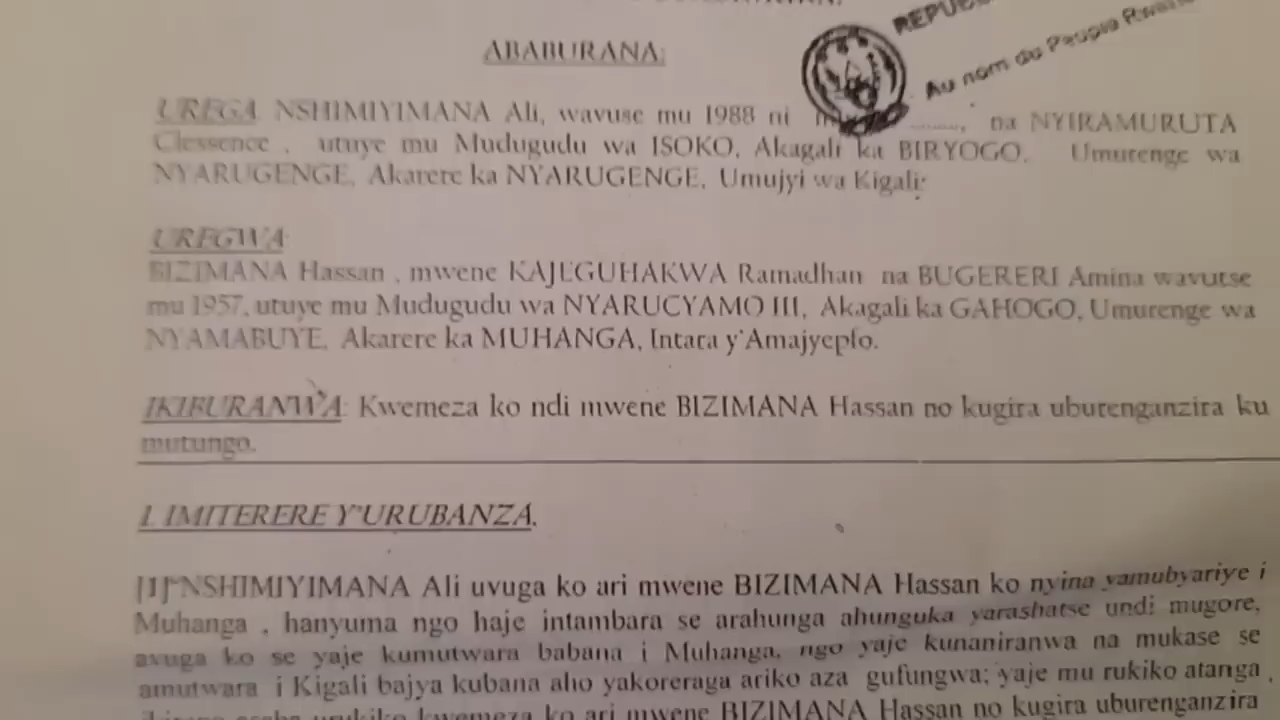 ABABURANA:
REPUB
Au nom du Peuple Rwand
UREGA NSHIMIYIMANA Ali, wavuse mu 1988 ni .........., na NYIRAMURUTA
Clessence , utuye mu Mudugudu wa ISOKO, Akagali ka BIRYOGO, Umurenge wa
NYARUGENGE, Akarere ka NYARUGENGE, Umujyi wa Kigali;
UREGWA
BIZIMANA Hassan , mwene KAJEGUHAKWA Ramadhan na BUGERERI Amina wavutse
mu 1957, utuye mu Mudugudu wa NYARUCYAMO III, Akagali ka GAHOGO, Umurenge wa
NYAMABUYE, Akarere ka MUHANGA, Intara y'Amajyepfo.
IKIBURANWA: Kwemeza ko ndi mwene BIZIMANA Hassan no kugira uburenganzira ku
mutungo.
I. IMITERERE Y'URUBANZA.
[1] NSHIMIYIMANA Ali uvuga ko ari mwene BIZIMANA Hassan ko nyina yamubyariye i
Muhanga , hanyuma ngo haje intambara se arahunga ahunguka yarashatse undi mugore,
avuga ko se yaje kumutwara babana i Muhanga, ngo yaje kunaniranwa na mukase se
amutwara i Kigali bajya kubana aho yakoreraga ariko aza gufungwa; yaje mu rukiko atanga
urukiko kwemeza ko ari mwene BIZIMANA Hassan no kugira uburenganzira